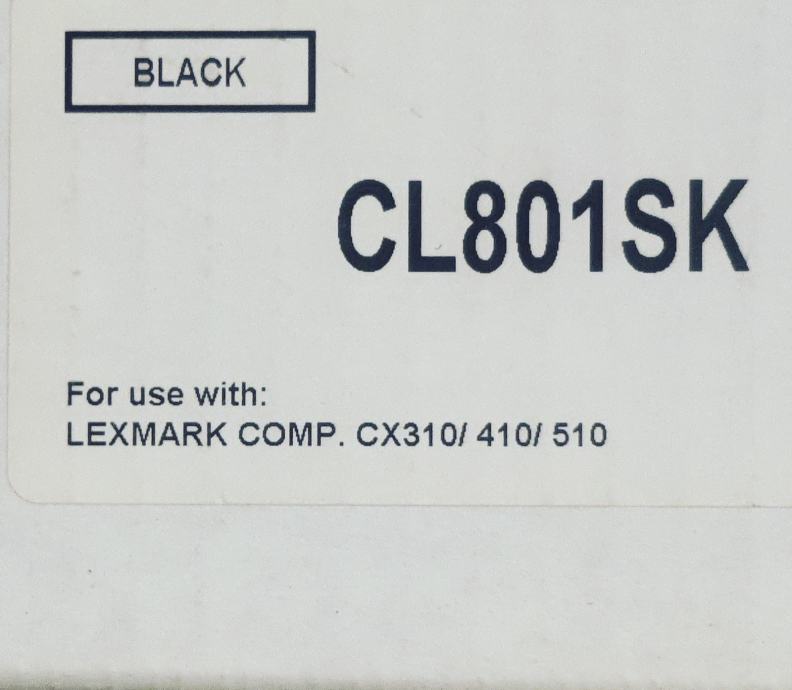 BLACK
CL801SK
For use with:
LEXMARK COMP. CX310/ 410/ 510